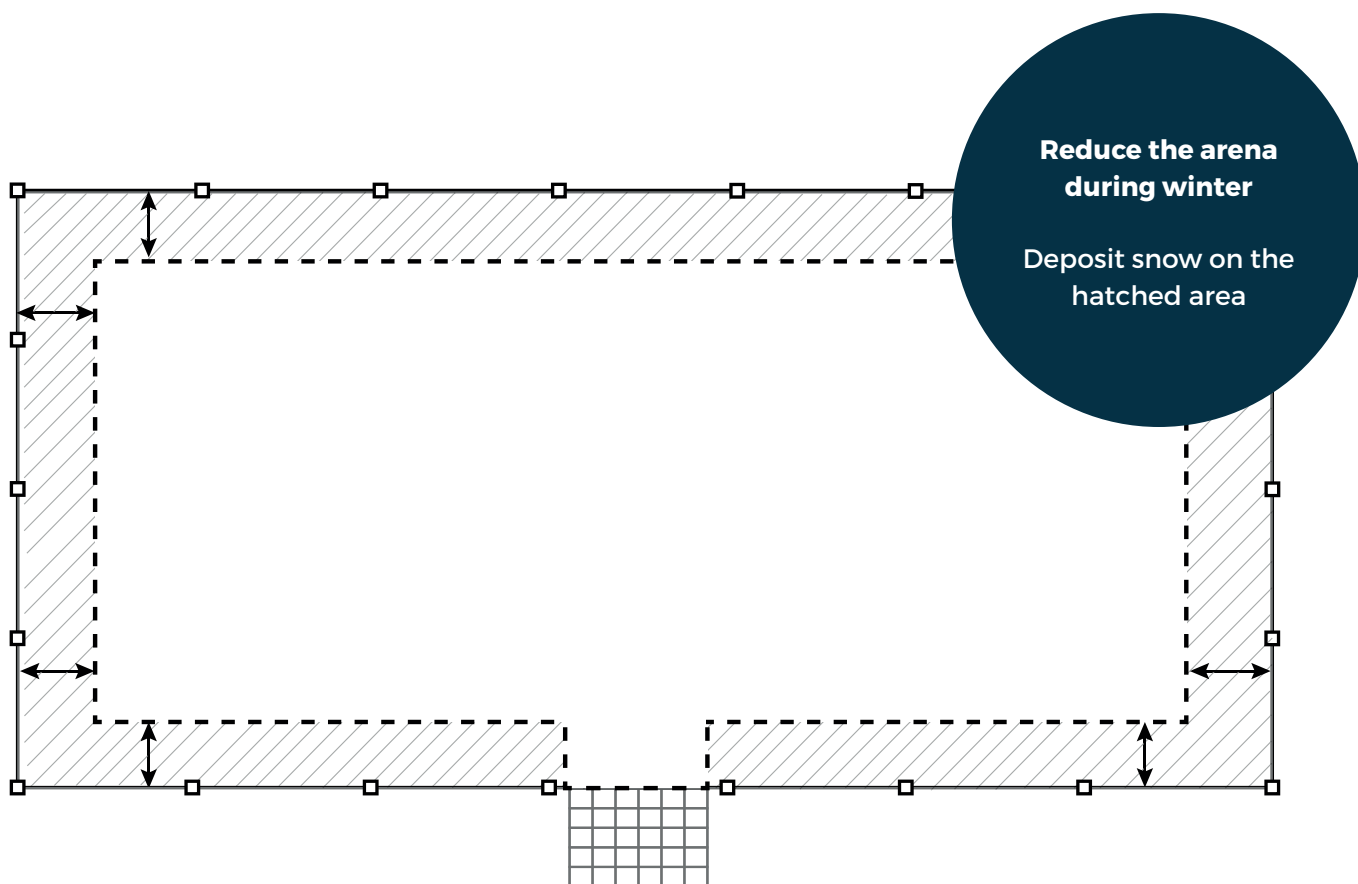 Reduce the arena
during winter
Deposit snow on the
hatched area